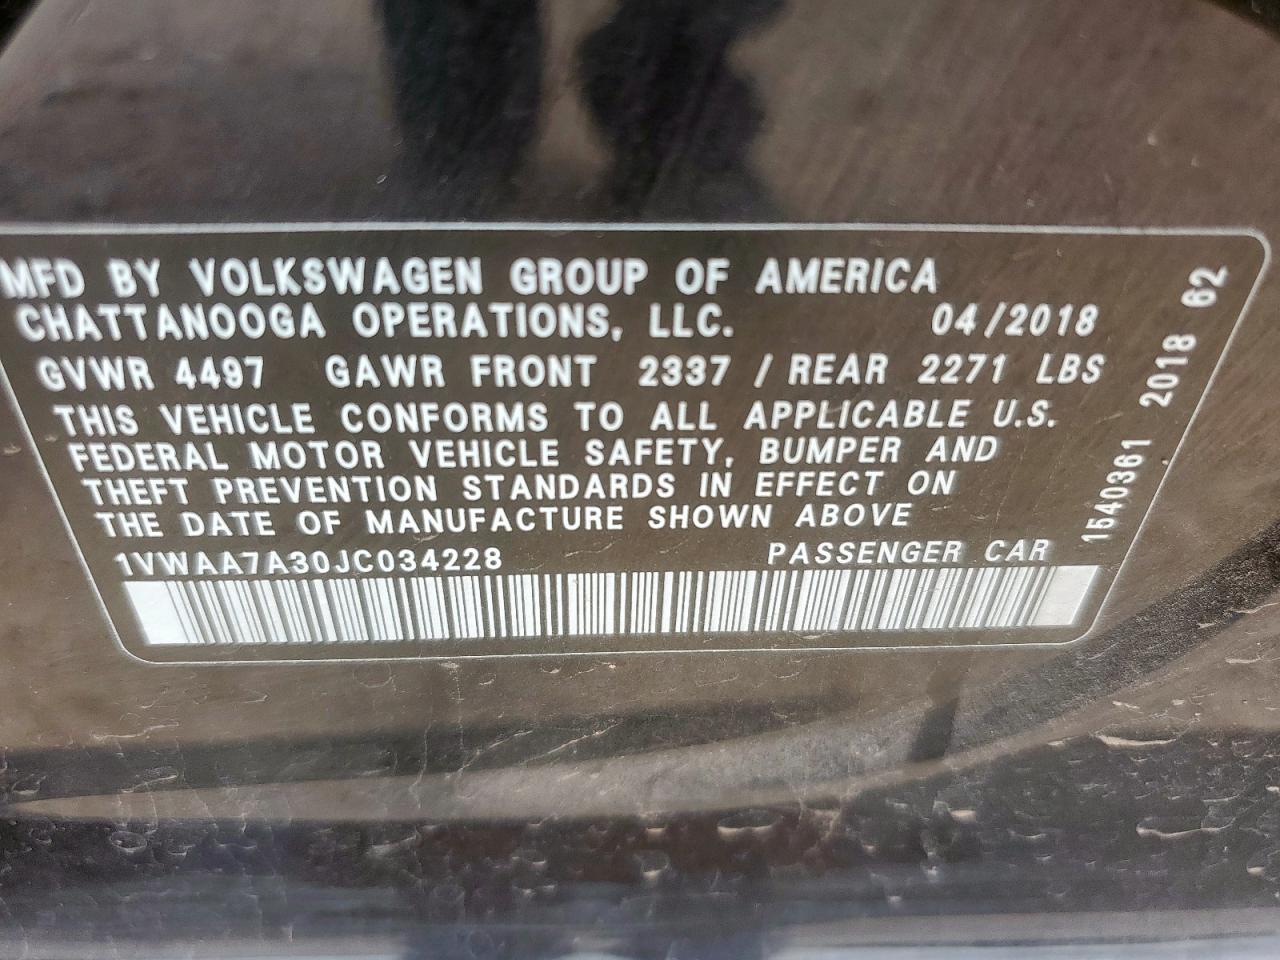 MFD BY VOLKSWAGEN GROUP OF AMERICA
CHATTANOOGA OPERATIONS, LLC. 04/2018
GVWR 4497 GAWR FRONT 2337 / REAR 2271 LBS
THIS VEHICLE CONFORMS TO ALL APPLICABLE U.S.
FEDERAL MOTOR VEHICLE SAFETY, BUMPER AND
THEFT PREVENTION STANDARDS IN EFFECT ON
THE DATE OF MANUFACTURE SHOWN ABOVE
1VWAA7A30JC034228 PASSENGER CAR
1540361 2018 62